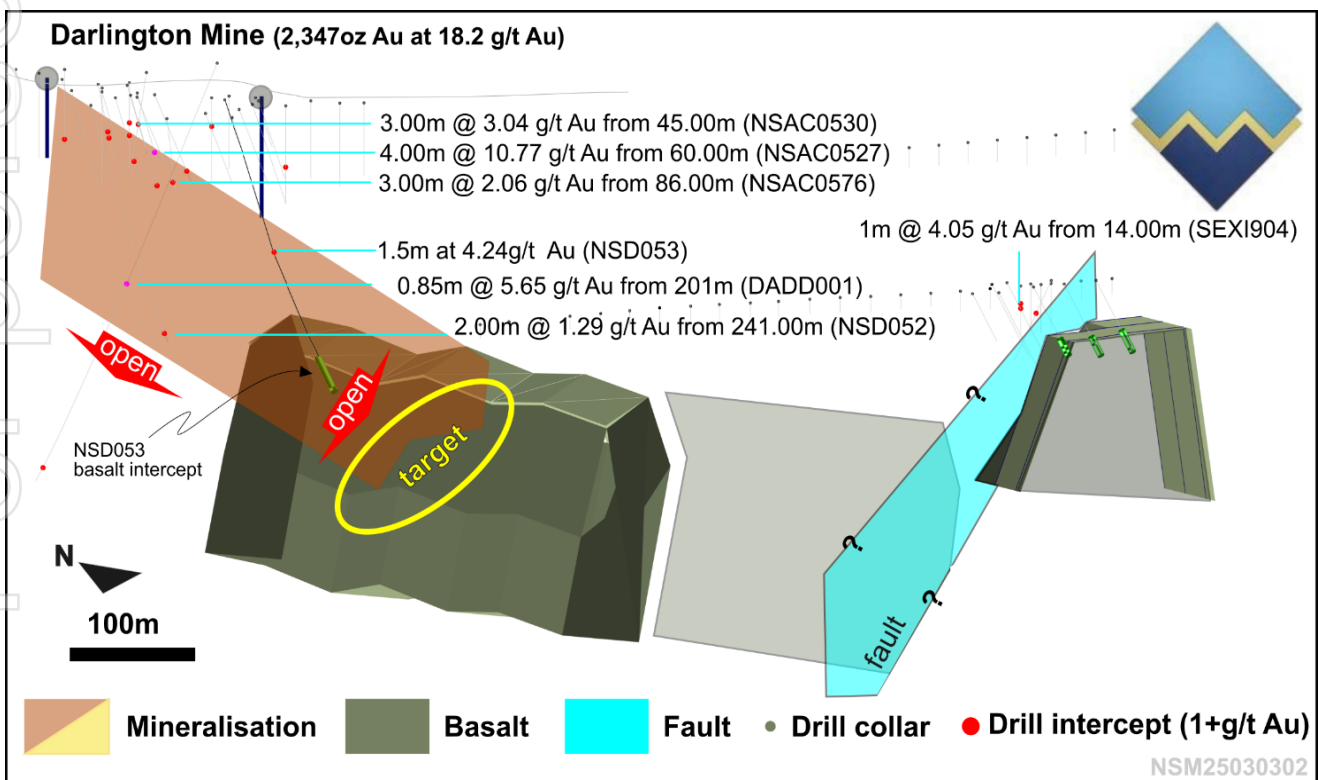 Darlington Mine (2,347oz Au at 18.2 g/t Au)
3.00m @ 3.04 g/t Au from 45.00m (NSAC0530)
4.00m @ 10.77 g/t Au from 60.00m (NSAC0527)
3.00m @ 2.06 g/t Au from 86.00m (NSAC0576)
1m @ 4.05 g/t Au from 14.00m (SEXI904)
1.5m at 4.24g/t Au (NSD053)
0.85m @ 5.65 g/t Au from 201m (DADD001)
2.00m @ 1.29 g/t Au from 241.00m (NSD052)
open
open
target
NSD053
basalt intercept
?
?
?
fault
N
100m
Mineralisation
Basalt
Fault
Drill collar
Drill intercept (1+g/t Au)
NSM25030302